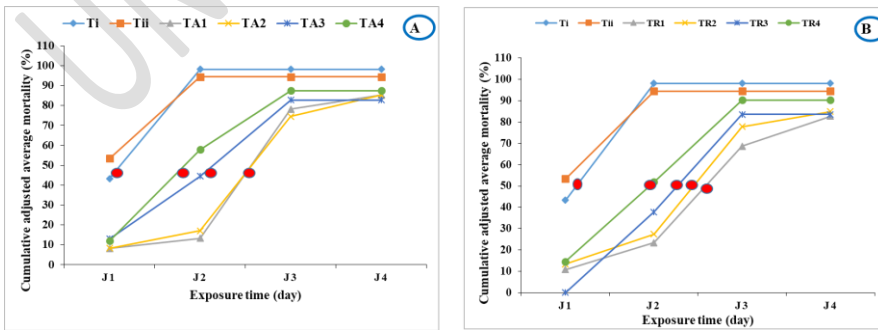 Ti Tii TA1 TA2 TA3 TA4
A
Cumulative adjusted average mortality (%)
110
100
90
80
70
60
50
40
30
20
10
0
J1 J2 J3 J4
Exposure time (day)
Ti Tii TR1 TR2 TR3 TR4
B
Cumulative adjusted average mortality (%)
110
100
90
80
70
60
50
40
30
20
10
0
J1 J2 J3 J4
Exposure time (day)